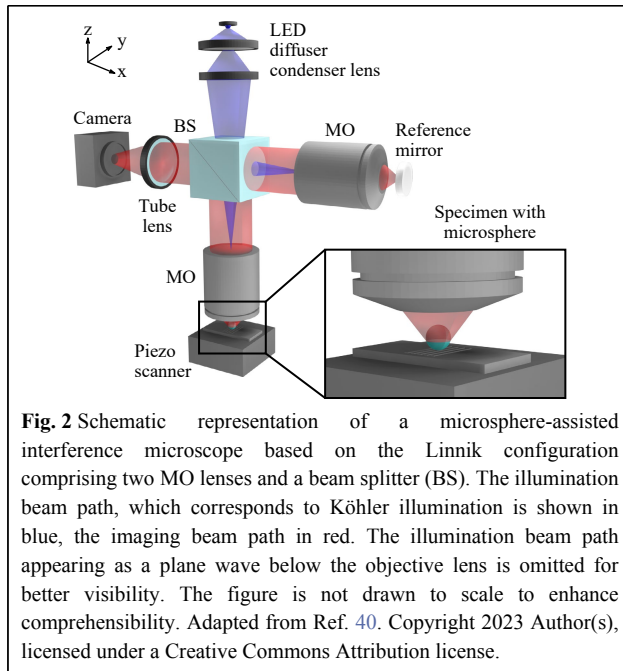 z
y
x
LED
diffuser
condenser lens
Camera
BS
MO
Reference
mirror
Tube
lens
Specimen with
microsphere
MO
Piezo
scanner
Fig. 2 Schematic representation of a microsphere-assisted
interference microscope based on the Linnik configuration
comprising two MO lenses and a beam splitter (BS). The illumination
beam path, which corresponds to Köhler illumination is shown in
blue, the imaging beam path in red. The illumination beam path
appearing as a plane wave below the objective lens is omitted for
better visibility. The figure is not drawn to scale to enhance
comprehensibility. Adapted from Ref. 40. Copyright 2023 Author(s),
licensed under a Creative Commons Attribution license.